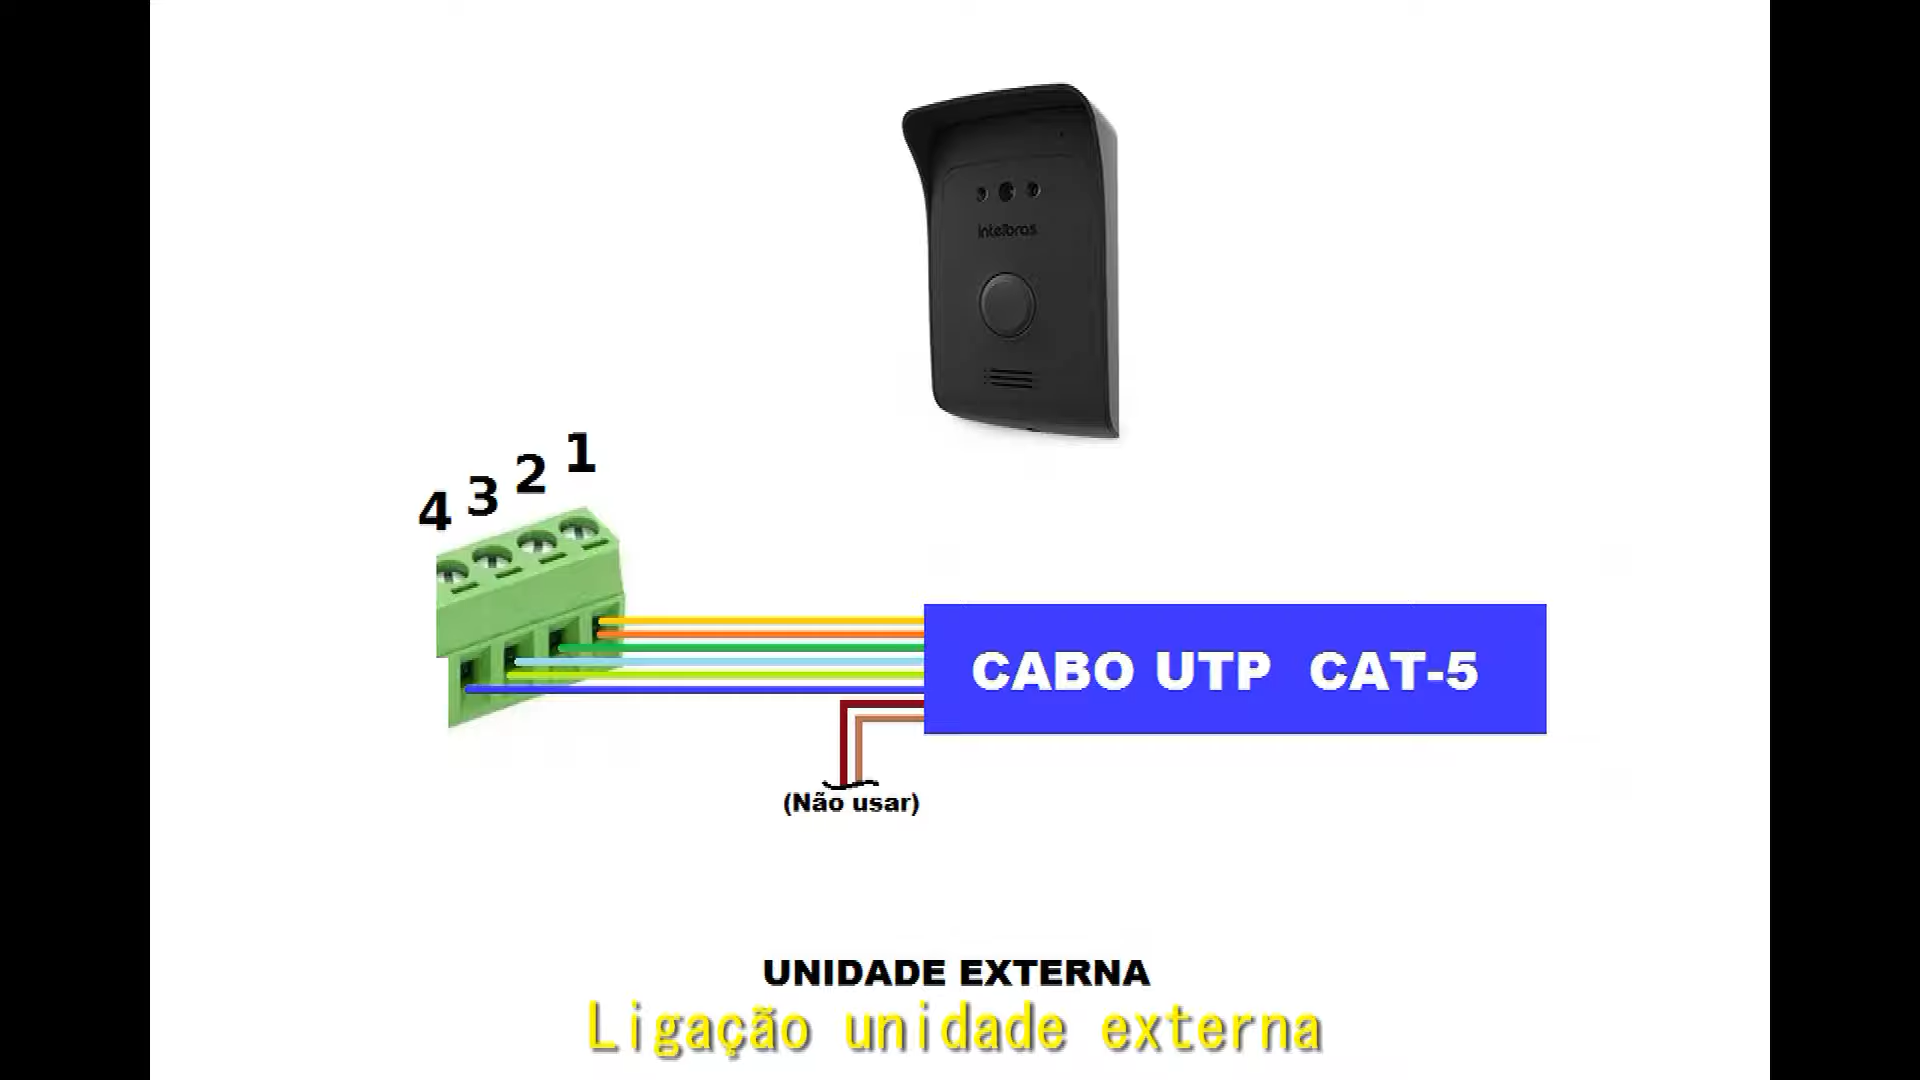 intelbras
1
2
3
4
CABO UTP CAT-5
(Não usar)
UNIDADE EXTERNA
Ligação unidade externa